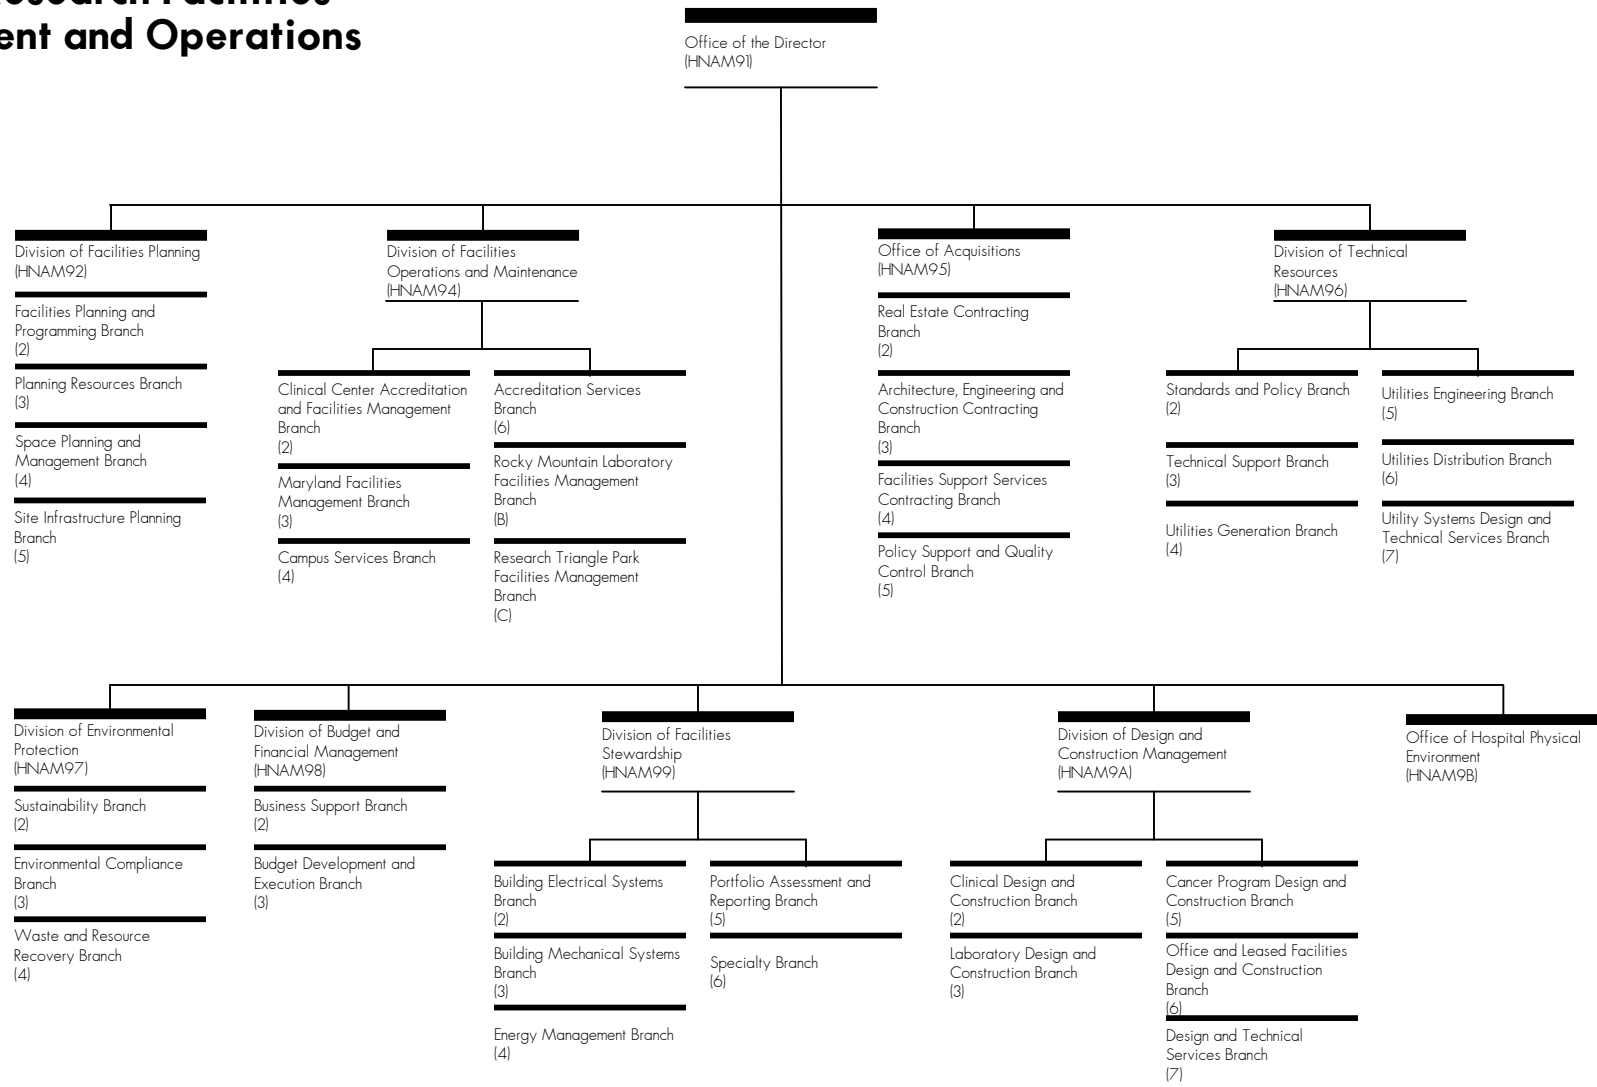 ent and Operations
Office of the Director
(HNAM91)
Division of Facilities Planning
(HNAM92)
Facilities Planning and
Programming Branch
(2)
Planning Resources Branch
(3)
Space Planning and
Management Branch
(4)
Site Infrastructure Planning
Branch
(5)
Division of Facilities
Operations and Maintenance
(HNAM94)
Clinical Center Accreditation
and Facilities Management
Branch
(2)
Maryland Facilities
Management Branch
(3)
Campus Services Branch
(4)
Accreditation Services
Branch
(6)
Rocky Mountain Laboratory
Facilities Management
Branch
(B)
Research Triangle Park
Facilities Management
Branch
(C)
Office of Acquisitions
(HNAM95)
Real Estate Contracting
Branch
(2)
Architecture, Engineering and
Construction Contracting
Branch
(3)
Facilities Support Services
Contracting Branch
(4)
Policy Support and Quality
Control Branch
(5)
Division of Technical
Resources
(HNAM96)
Standards and Policy Branch
(2)
Technical Support Branch
(3)
Utilities Generation Branch
(4)
Utilities Engineering Branch
(5)
Utilities Distribution Branch
(6)
Utility Systems Design and
Technical Services Branch
(7)
Division of Environmental
Protection
(HNAM97)
Sustainability Branch
(2)
Environmental Compliance
Branch
(3)
Waste and Resource
Recovery Branch
(4)
Division of Budget and
Financial Management
(HNAM98)
Business Support Branch
(2)
Budget Development and
Execution Branch
(3)
Division of Facilities
Stewardship
(HNAM99)
Building Electrical Systems
Branch
(2)
Building Mechanical Systems
Branch
(3)
Energy Management Branch
(4)
Portfolio Assessment and
Reporting Branch
(5)
Specialty Branch
(6)
Division of Design and
Construction Management
(HNAM9A)
Clinical Design and
Construction Branch
(2)
Laboratory Design and
Construction Branch
(3)
Cancer Program Design and
Construction Branch
(5)
Office and Leased Facilities
Design and Construction
Branch
(6)
Design and Technical
Services Branch
(7)
Office of Hospital Physical
Environment
(HNAM9B)